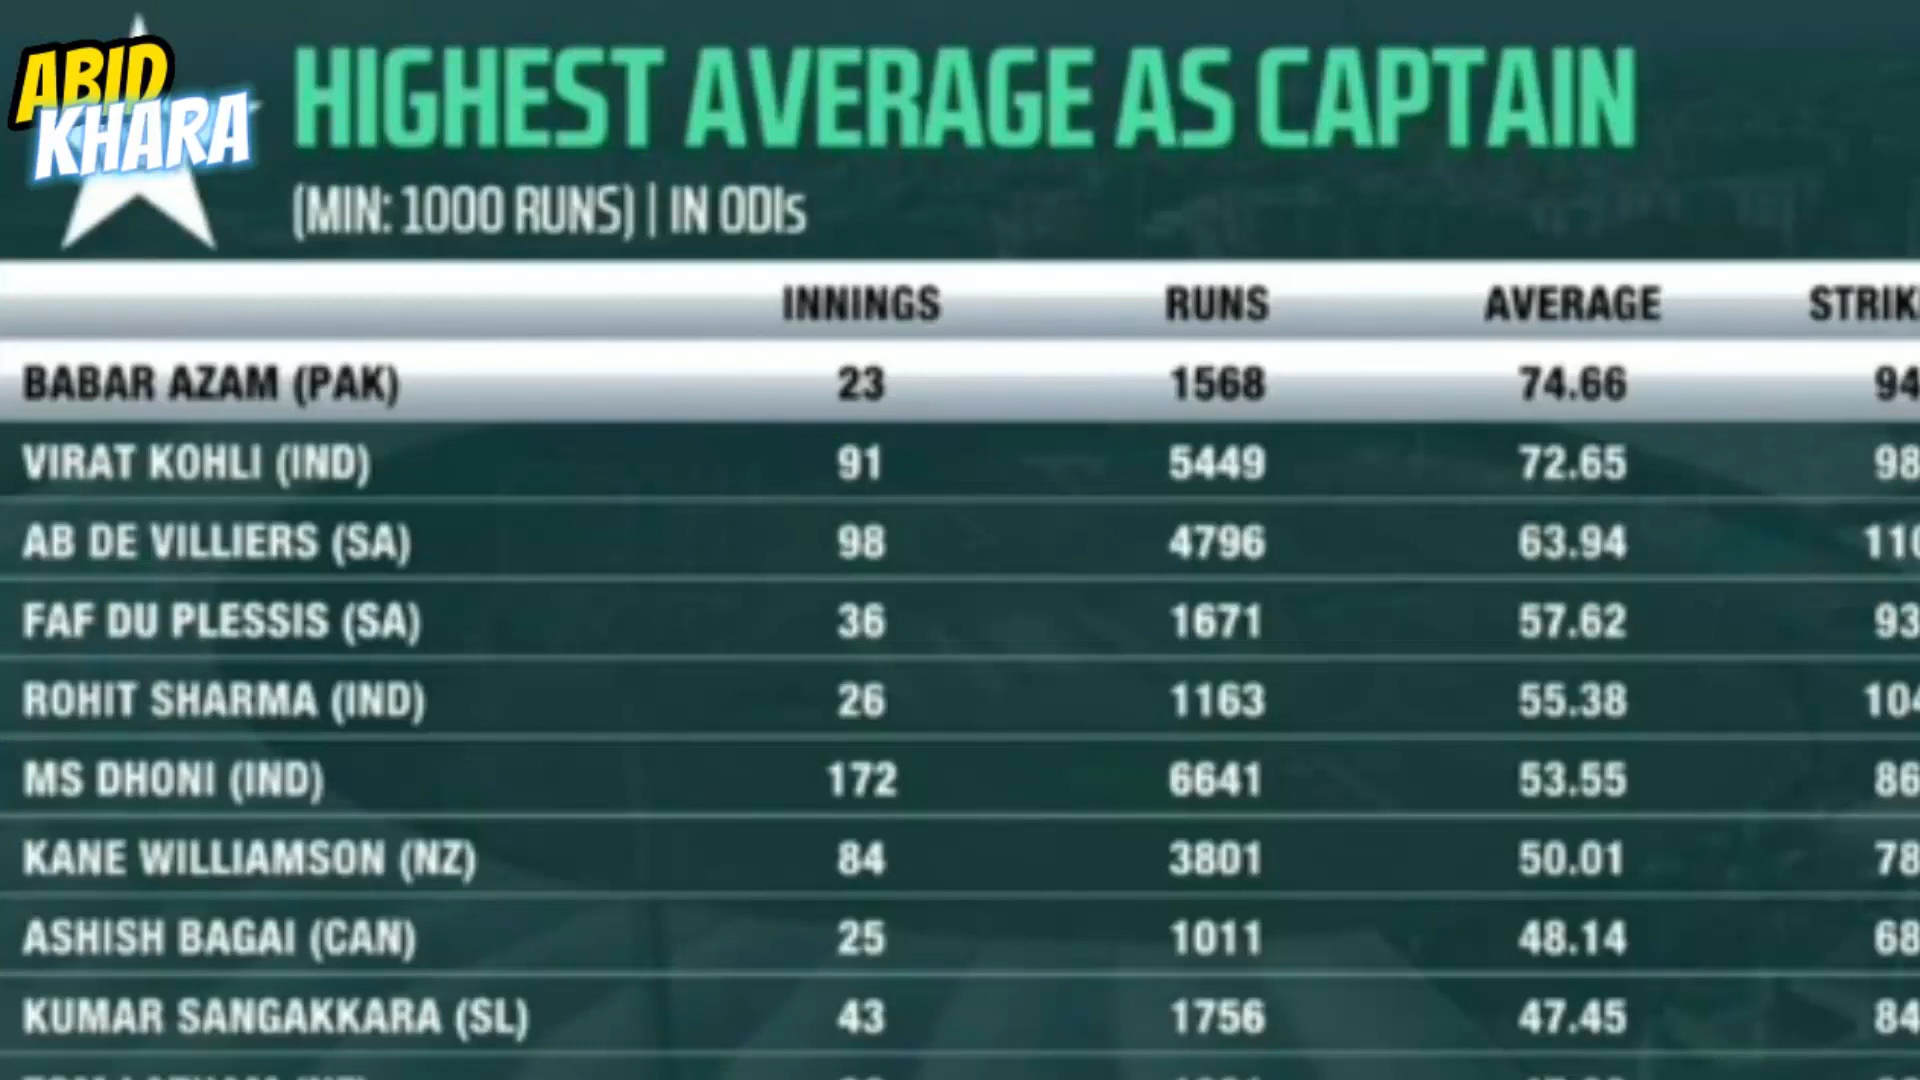 ABID
KHARA
HIGHEST AVERAGE AS CAPTAIN
(MIN: 1000 RUNS) | IN ODIs
INNINGS RUNS AVERAGE STRIK
BABAR AZAM (PAK) 23 1568 74.66 94
VIRAT KOHLI (IND) 91 5449 72.65 98
AB DE VILLIERS (SA) 98 4796 63.94 110
FAF DU PLESSIS (SA) 36 1671 57.62 93
ROHIT SHARMA (IND) 26 1163 55.38 104
MS DHONI (IND) 172 6641 53.55 86
KANE WILLIAMSON (NZ) 84 3801 50.01 78
ASHISH BAGAI (CAN) 25 1011 48.14 68
KUMAR SANGAKKARA (SL) 43 1756 47.45 84